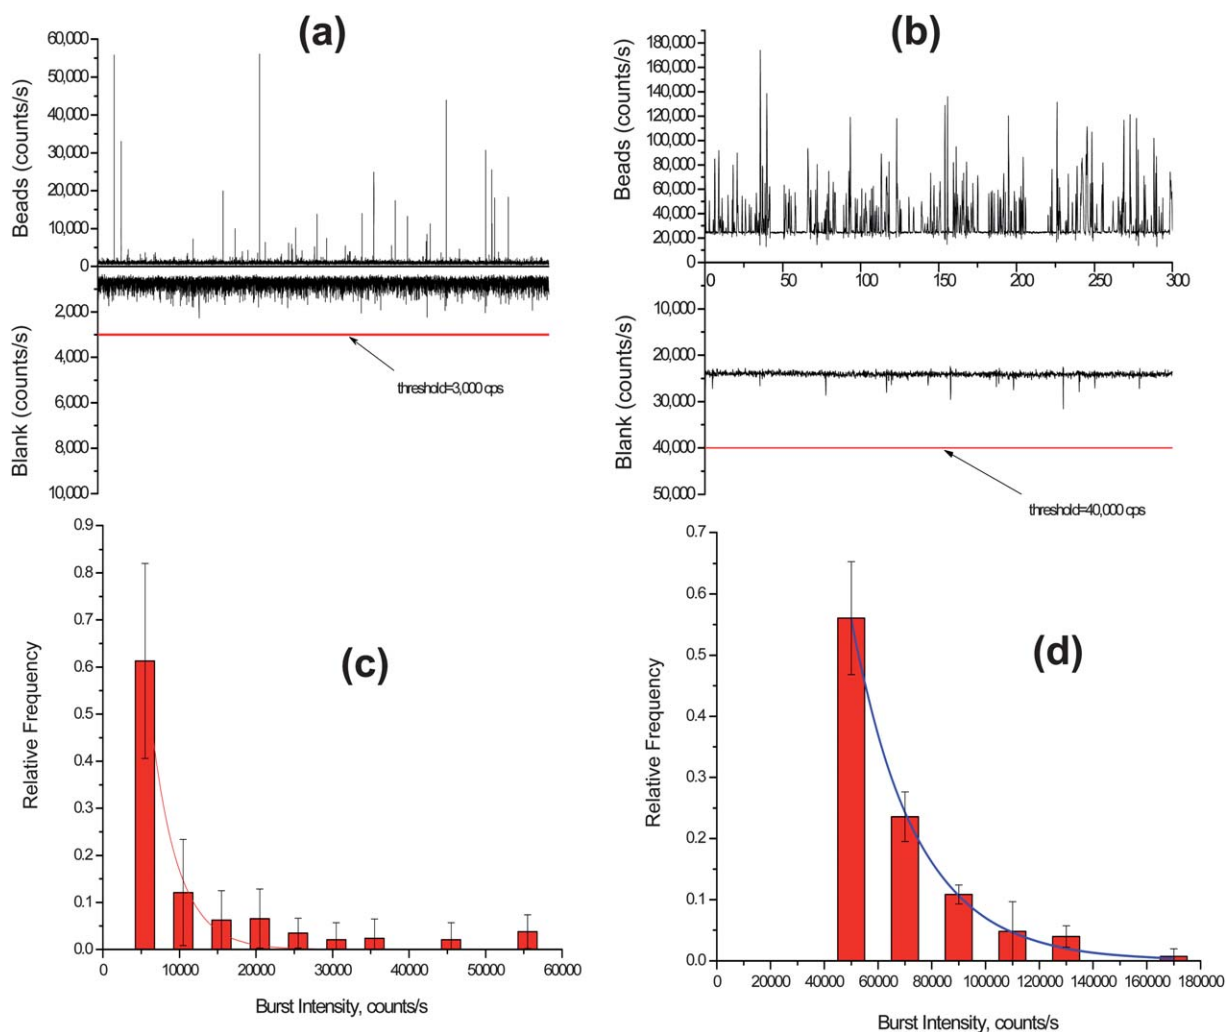 (a)
Beads (counts/s)
60,000
50,000
40,000
30,000
20,000
10,000
0
Blank (counts/s)
2,000
4,000
6,000
8,000
10,000
threshold=3,000 cps
(b)
Beads (counts/s)
180,000
160,000
140,000
120,000
100,000
80,000
60,000
40,000
20,000
0
0 50 100 150 200 250 300
Blank (counts/s)
10,000
20,000
30,000
40,000
50,000
threshold=40,000 cps
(c)
Relative Frequency
0.9
0.8
0.7
0.6
0.5
0.4
0.3
0.2
0.1
0.0
0 10000 20000 30000 40000 50000 60000
Burst Intensity, counts/s
(d)
Relative Frequency
0.7
0.6
0.5
0.4
0.3
0.2
0.1
0.0
0 20000 40000 60000 80000 100000 120000 140000 160000 180000
Burst Intensity, counts/s